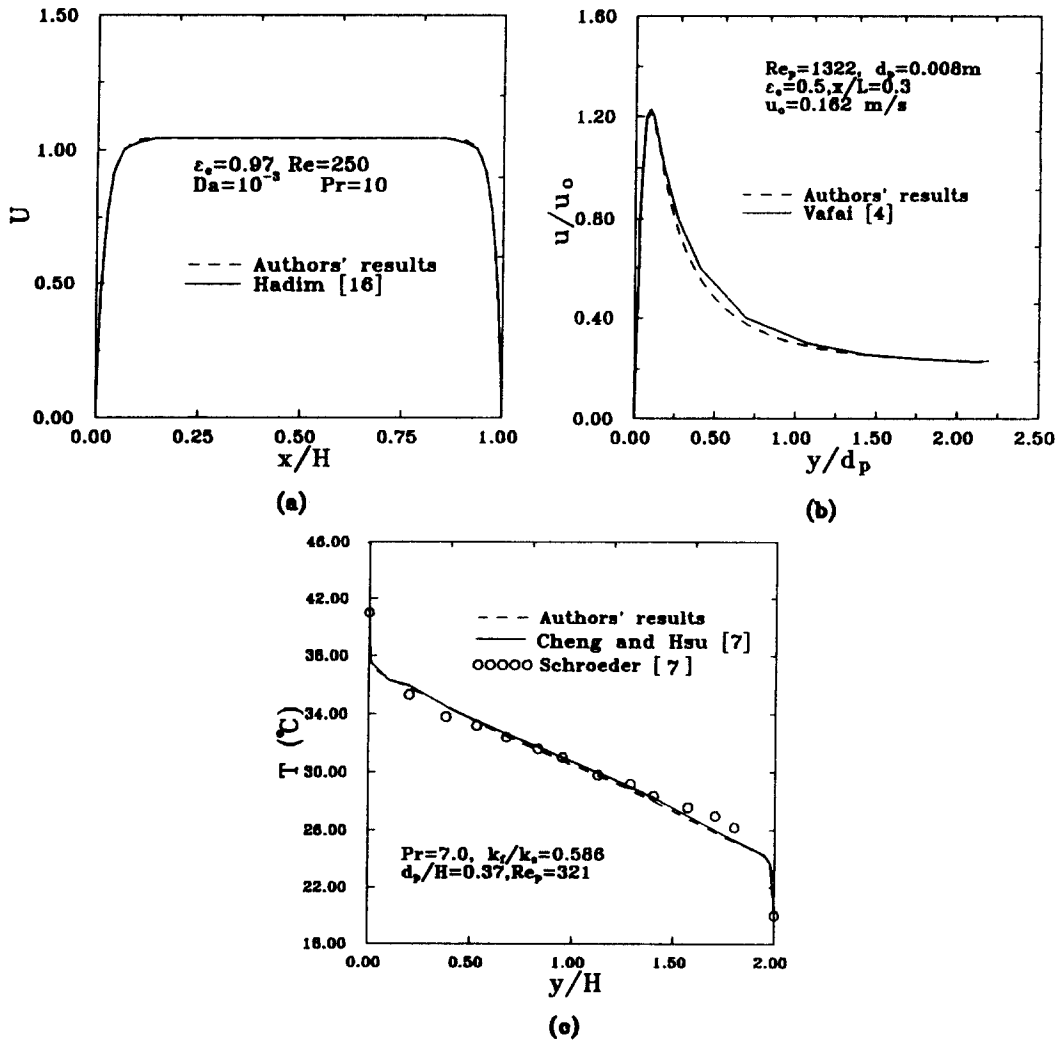 1.50
1.00
0.50
0.00
U
εₑ=0.97, Re=250
Da=10⁻³ Pr=10
Authors' results
Hadim [16]
0.00 0.25 0.50 0.75 1.00
x/H
(a)
1.60
1.20
0.80
0.40
0.00
u/uₒ
Reₚ=1322, dₚ=0.008m
εₑ=0.5,x/L=0.3
uₒ=0.162 m/s
Authors' results
Vafai [4]
0.00 0.50 1.00 1.50 2.00 2.50
y/dₚ
(b)
46.00
42.00
38.00
34.00
30.00
26.00
22.00
18.00
T (°C)
Authors' results
Cheng and Hsu [7]
Schroeder [7]
Pr=7.0, k_f/kₛ=0.586
dₚ/H=0.37,Reₚ=321
0.00 0.50 1.00 1.50 2.00
y/H
(c)